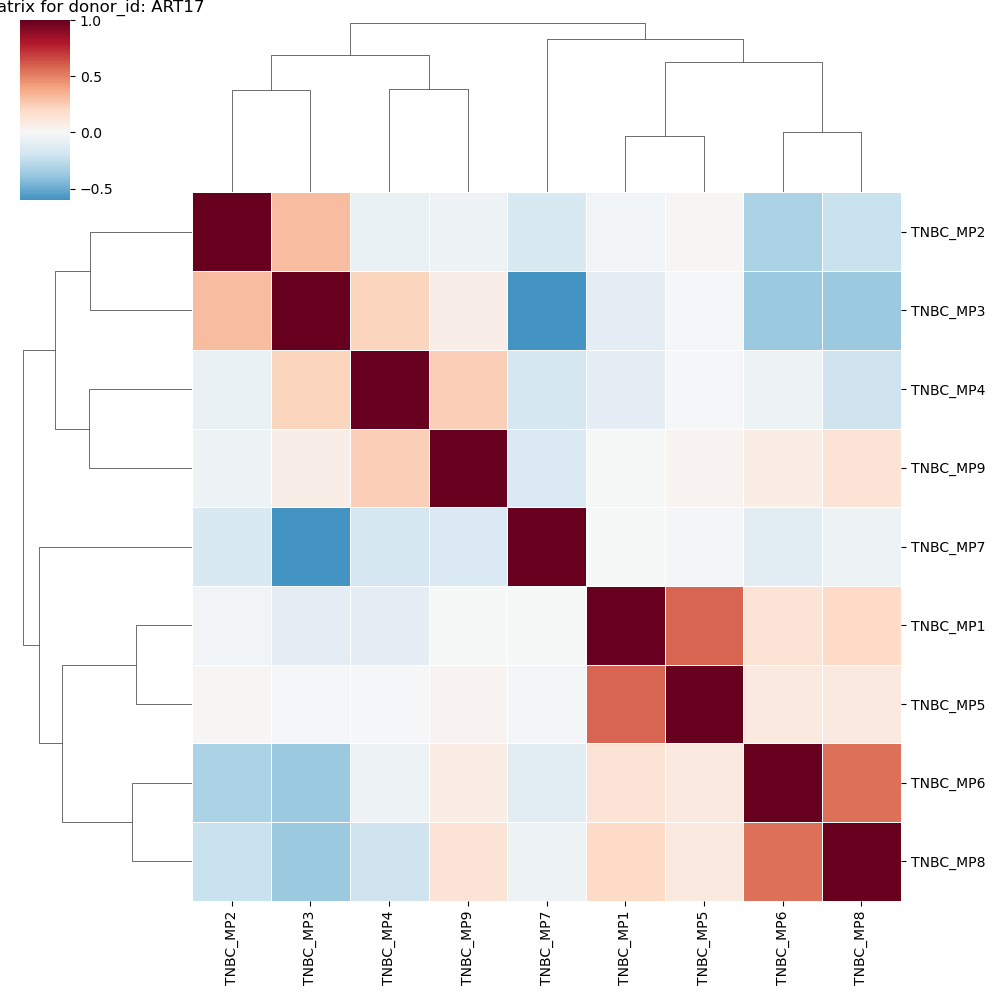 atrix for donor_id: ART17
1.0
0.5
0.0
−0.5
TNBC_MP2
TNBC_MP3
TNBC_MP4
TNBC_MP9
TNBC_MP7
TNBC_MP1
TNBC_MP5
TNBC_MP6
TNBC_MP8
TNBC_MP2
TNBC_MP3
TNBC_MP4
TNBC_MP9
TNBC_MP7
TNBC_MP1
TNBC_MP5
TNBC_MP6
TNBC_MP8